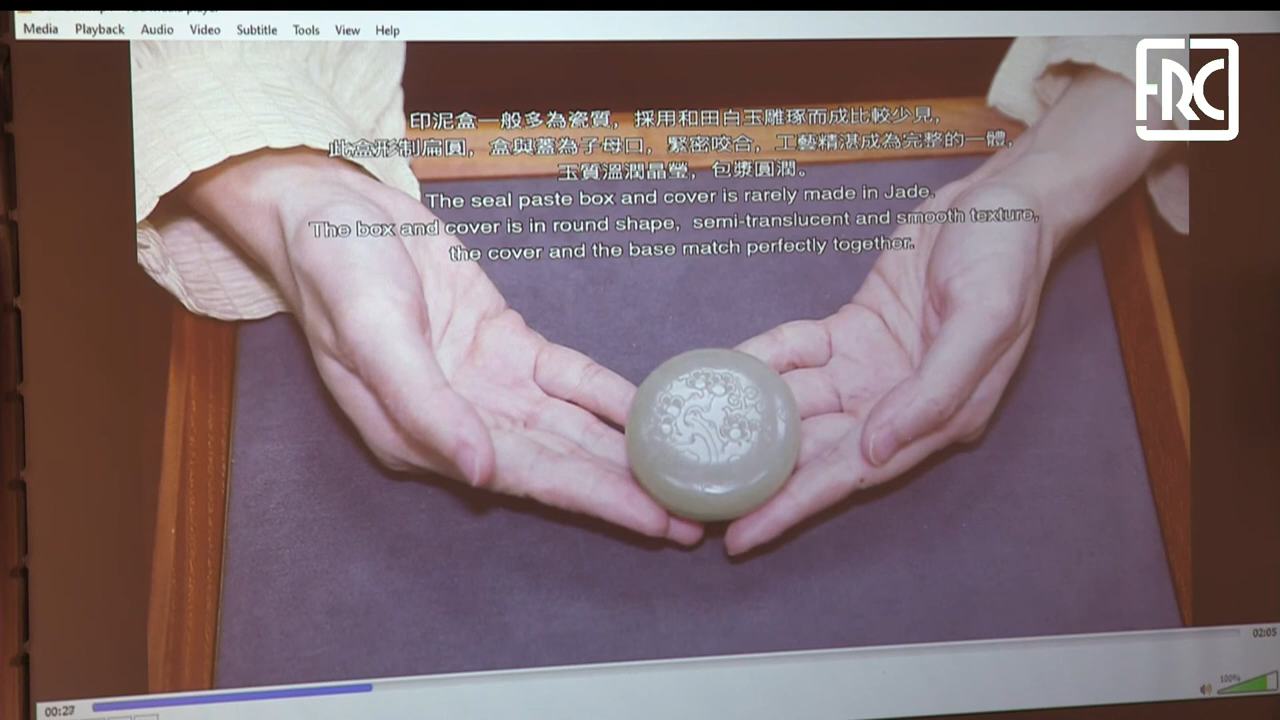 Media Playback Audio Video Subtitle Tools View Help
FRC
印泥盒一般多為瓷質，採用和田白玉雕琢而成比較少見，
此盒形制扁圓，盒與蓋為子母口，緊密咬合，工藝精湛成為完整的一體，
玉質溫潤晶瑩，包漿圓潤。
The seal paste box and cover is rarely made in Jade.
The box and cover is in round shape, semi-translucent and smooth texture,
the cover and the base match perfectly together.
02:05
100%
00:27